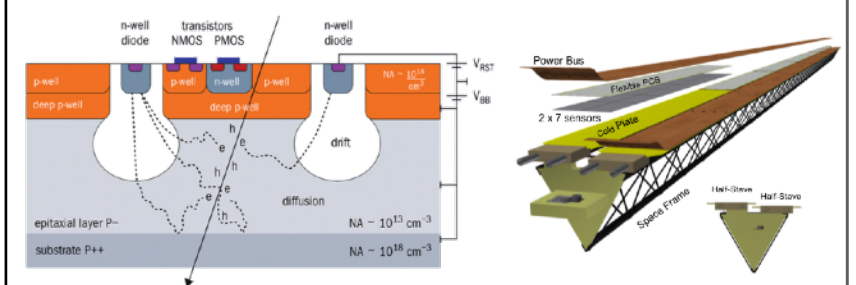 n-well
diode
transistors
NMOS PMOS
n-well
diode
V_RST
p-well
p-well
n-well
p-well
NA ~ 10^16
cm^3
deep p-well
deep p-well
V_BB
h
e
h
e
h
e
h
e
h
drift
diffusion
epitaxial layer P−
NA ~ 10^13 cm^−3
substrate P++
NA ~ 10^18 cm^−3
Power Bus
Flexible PCB
2 x 7 sensors
Cold Plate
Space Frame
Half-Stave
Half-Stave